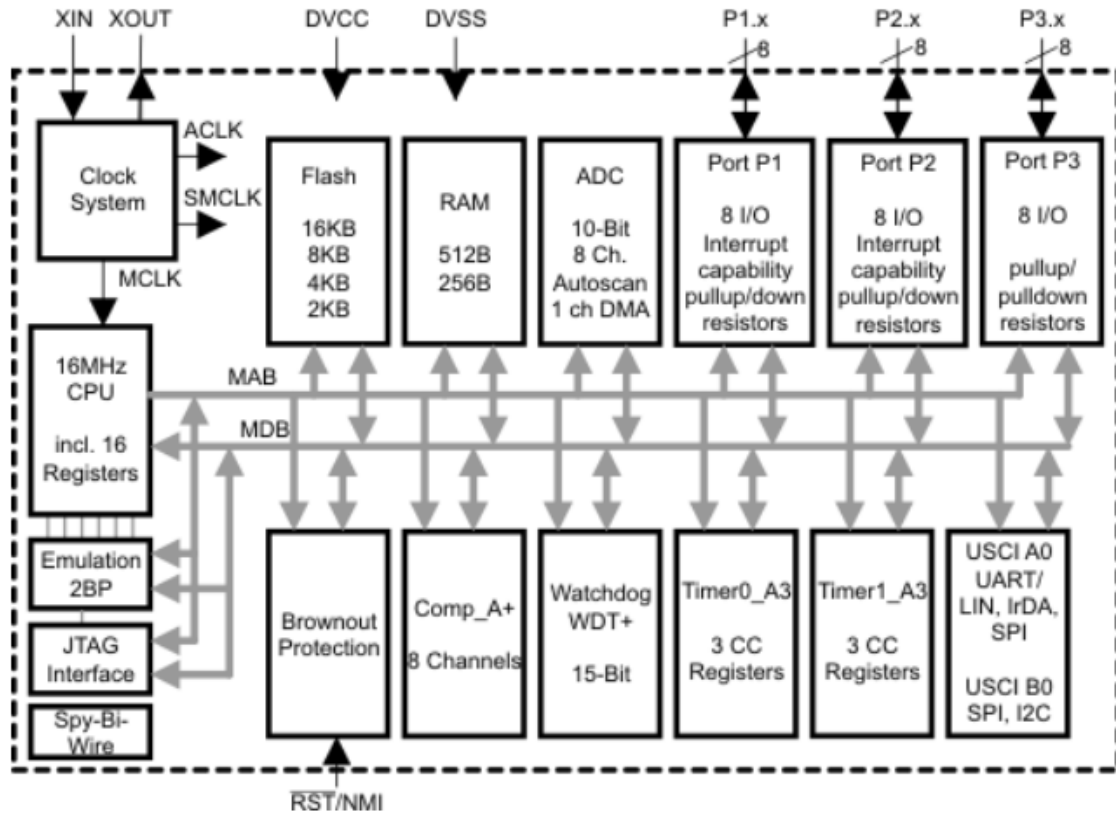 XIN XOUT DVCC DVSS P1.x P2.x P3.x
8 8 8
Clock
System
ACLK
SMCLK
MCLK
Flash
16KB
8KB
4KB
2KB
RAM
512B
256B
ADC
10-Bit
8 Ch.
Autoscan
1 ch DMA
Port P1
8 I/O
Interrupt
capability
pullup/down
resistors
Port P2
8 I/O
Interrupt
capability
pullup/down
resistors
Port P3
8 I/O
pullup/
pulldown
resistors
16MHz
CPU
incl. 16
Registers
MAB
MDB
Emulation
2BP
JTAG
Interface
Spy-Bi-
Wire
Brownout
Protection
Comp_A+
8 Channels
Watchdog
WDT+
15-Bit
Timer0_A3
3 CC
Registers
Timer1_A3
3 CC
Registers
USCI A0
UART/
LIN, IrDA,
SPI
USCI B0
SPI, I2C
RST/NMI